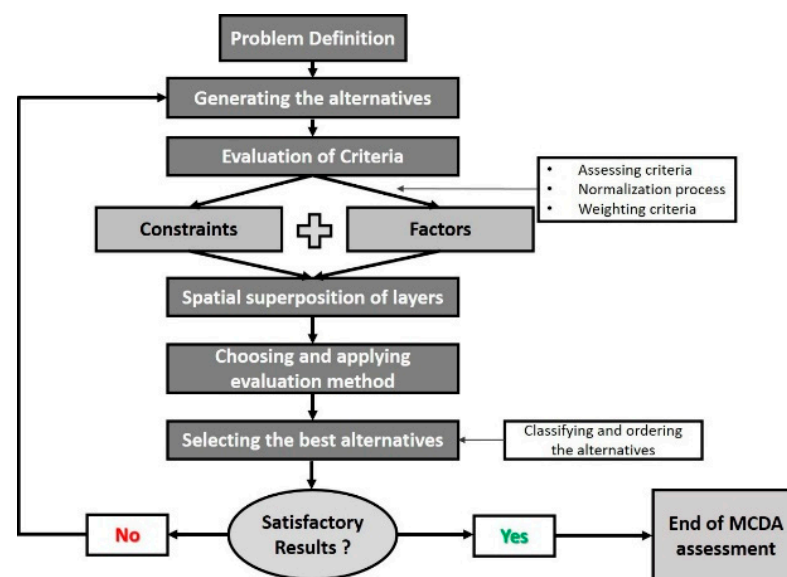 Problem Definition
Generating the alternatives
Evaluation of Criteria
• Assessing criteria
• Normalization process
• Weighting criteria
Constraints
Factors
Spatial superposition of layers
Choosing and applying
evaluation method
Selecting the best alternatives
Classifying and ordering
the alternatives
Satisfactory
Results ?
No
Yes
End of MCDA
assessment